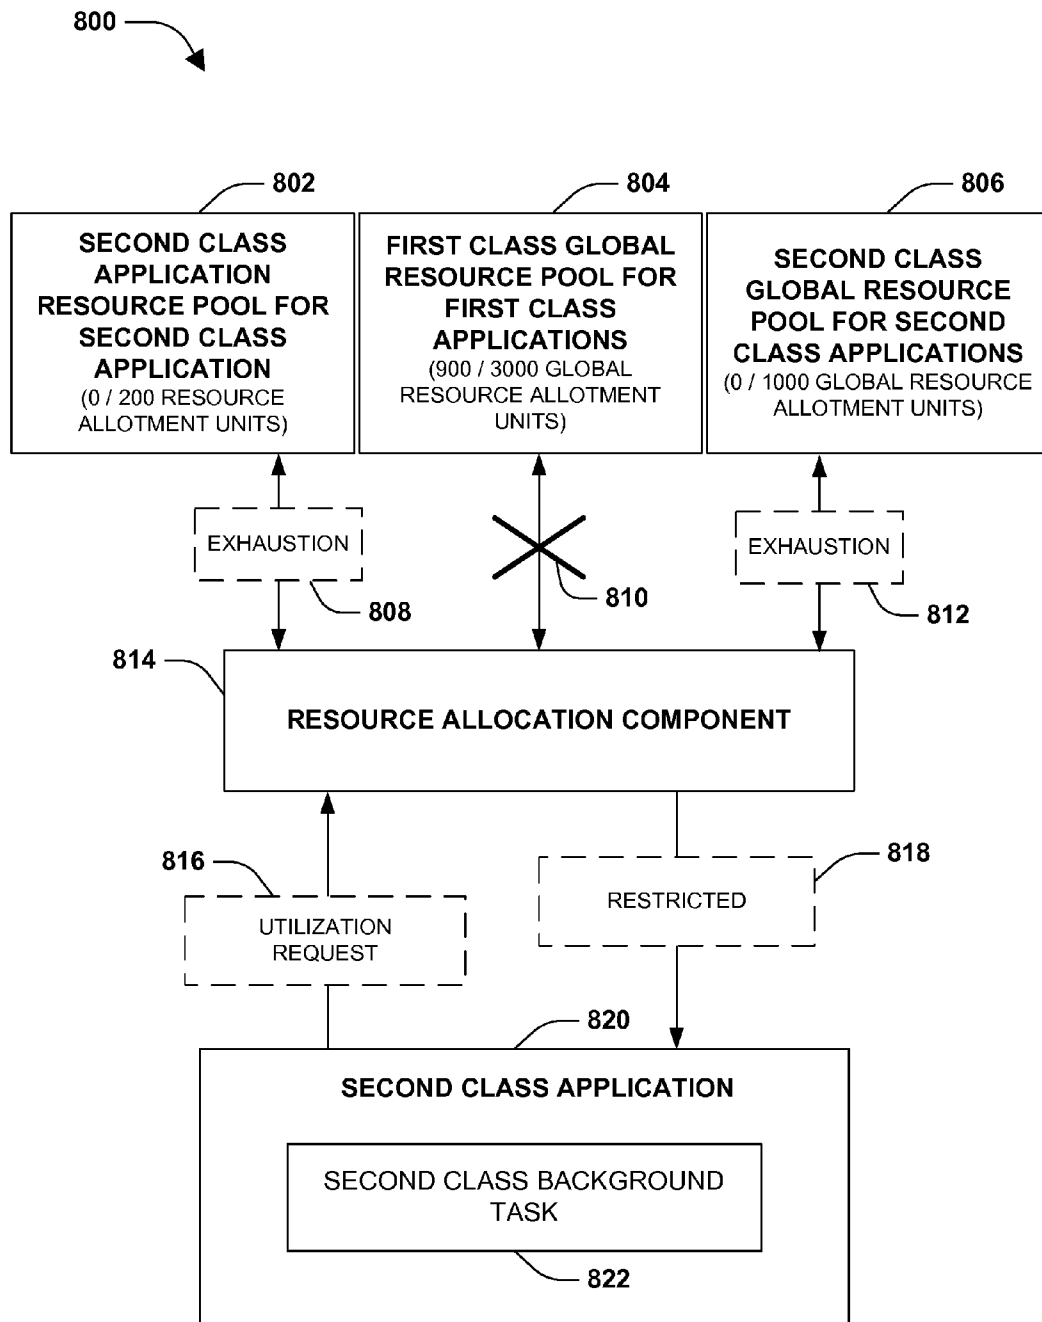 800
802
804
806
SECOND CLASS
APPLICATION
RESOURCE POOL FOR
SECOND CLASS
APPLICATION
(0 / 200 RESOURCE
ALLOTMENT UNITS)
FIRST CLASS GLOBAL
RESOURCE POOL FOR
FIRST CLASS
APPLICATIONS
(900 / 3000 GLOBAL
RESOURCE ALLOTMENT
UNITS)
SECOND CLASS
GLOBAL RESOURCE
POOL FOR SECOND
CLASS APPLICATIONS
(0 / 1000 GLOBAL RESOURCE
ALLOTMENT UNITS)
EXHAUSTION
808
810
EXHAUSTION
812
814
RESOURCE ALLOCATION COMPONENT
816
UTILIZATION
REQUEST
818
RESTRICTED
820
SECOND CLASS APPLICATION
SECOND CLASS BACKGROUND
TASK
822